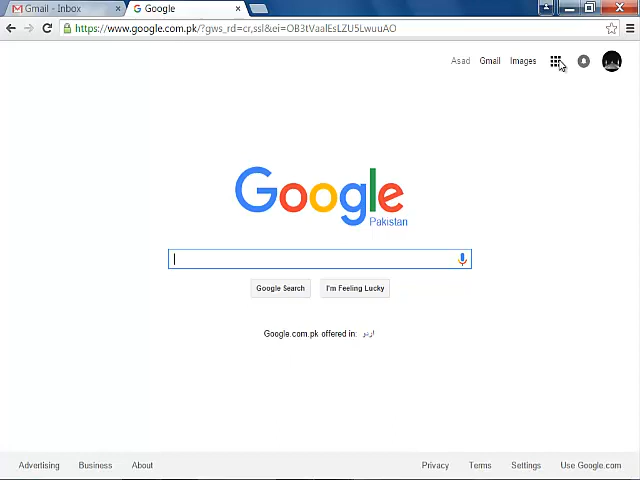 Gmail - Inbox
Google
https://www.google.com.pk/?gws_rd=cr,ssl&ei=OB3tVaalEsLZU5LwuuAO
Asad Gmail Images
Google
Pakistan
Google Search I'm Feeling Lucky
Google.com.pk offered in: اردو
Advertising Business About Privacy Terms Settings Use Google.com